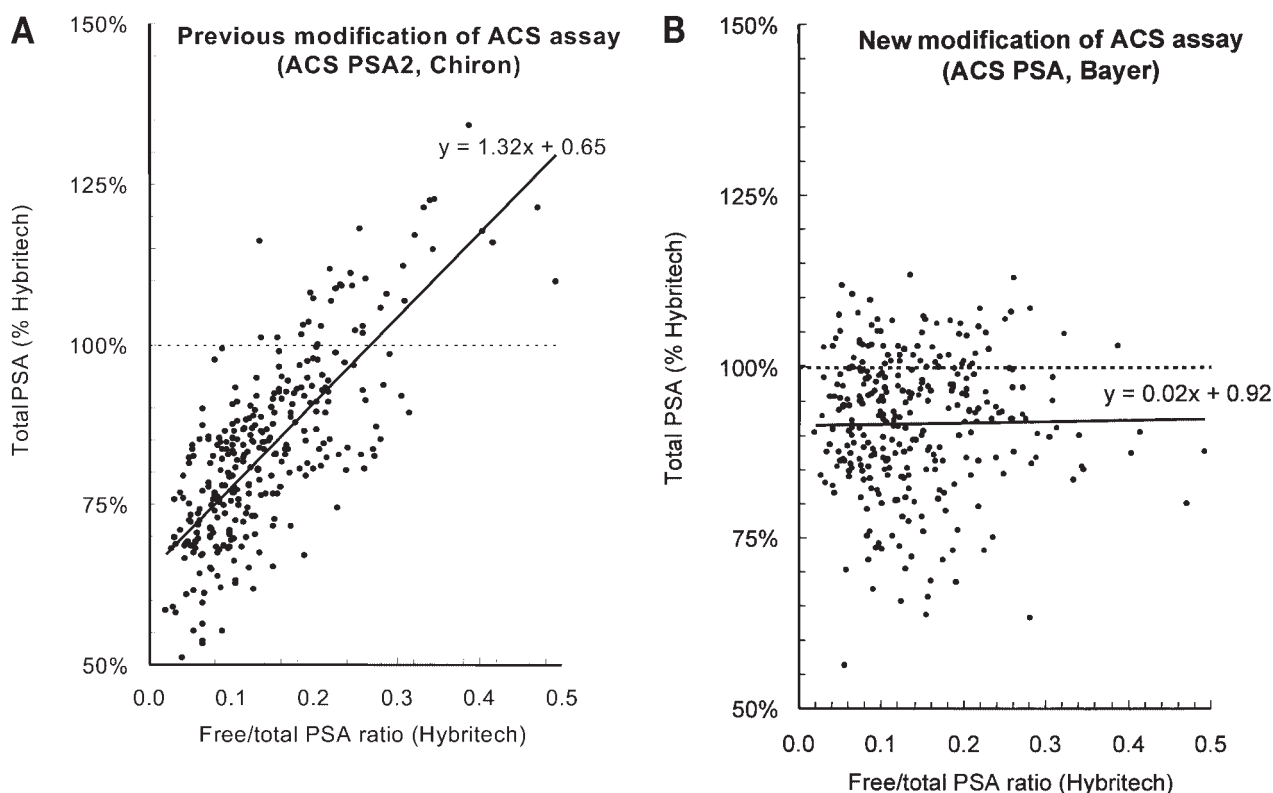 A
Previous modification of ACS assay
(ACS PSA2, Chiron)
150%
125%
100%
75%
50%
y = 1.32x + 0.65
Total PSA (% Hybritech)
0.0 0.1 0.2 0.3 0.4 0.5
Free/total PSA ratio (Hybritech)
B
New modification of ACS assay
(ACS PSA, Bayer)
150%
125%
100%
75%
50%
y = 0.02x + 0.92
Total PSA (% Hybritech)
0.0 0.1 0.2 0.3 0.4 0.5
Free/total PSA ratio (Hybritech)